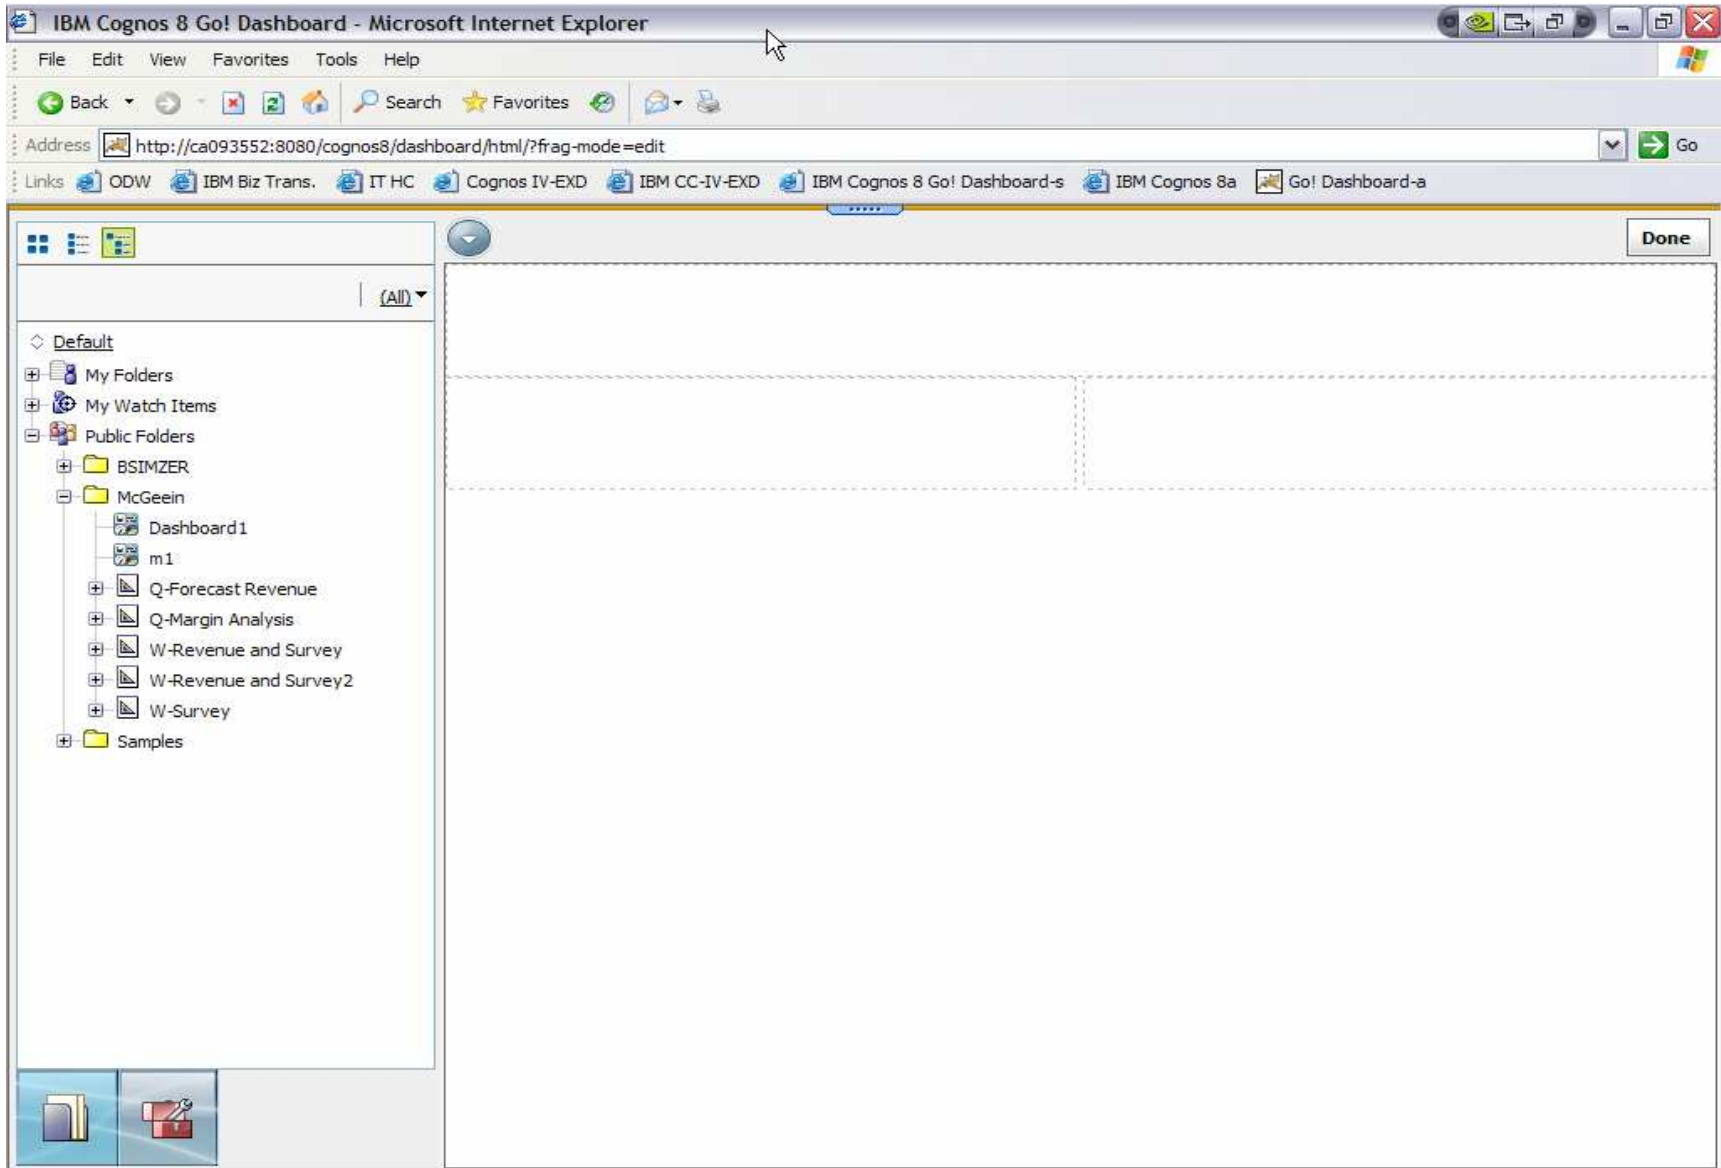 IBM Cognos 8 Go! Dashboard - Microsoft Internet Explorer
File Edit View Favorites Tools Help
Back Search Favorites
Address http://ca093552:8080/cognos8/dashboard/html/?frag-mode=edit Go
Links ODW IBM Biz Trans. IT HC Cognos IV-EXD IBM CC-IV-EXD IBM Cognos 8 Go! Dashboard-s IBM Cognos 8a Go! Dashboard-a
Done
(All)
Default
My Folders
My Watch Items
Public Folders
BSIMZER
McGeein
Dashboard1
m1
Q-Forecast Revenue
Q-Margin Analysis
W-Revenue and Survey
W-Revenue and Survey2
W-Survey
Samples